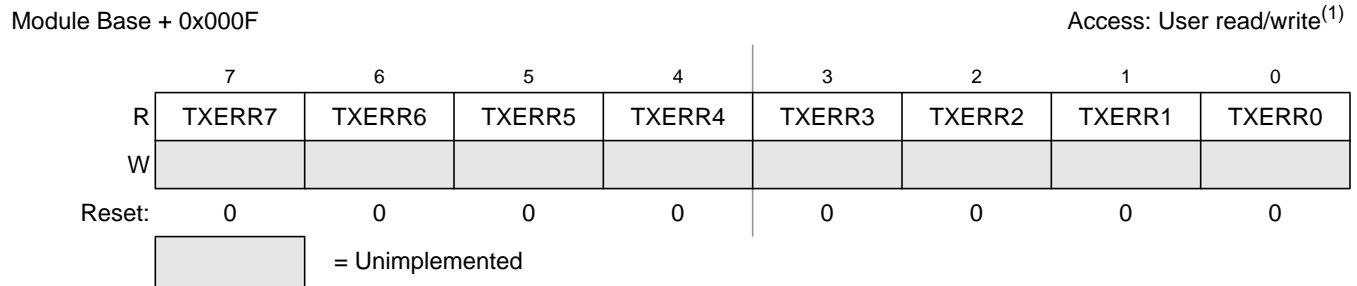 Module Base + 0x000F Access: User read/write(1)
7 6 5 4 3 2 1 0
R TXERR7 TXERR6 TXERR5 TXERR4 TXERR3 TXERR2 TXERR1 TXERR0
W
Reset: 0 0 0 0 0 0 0 0
= Unimplemented